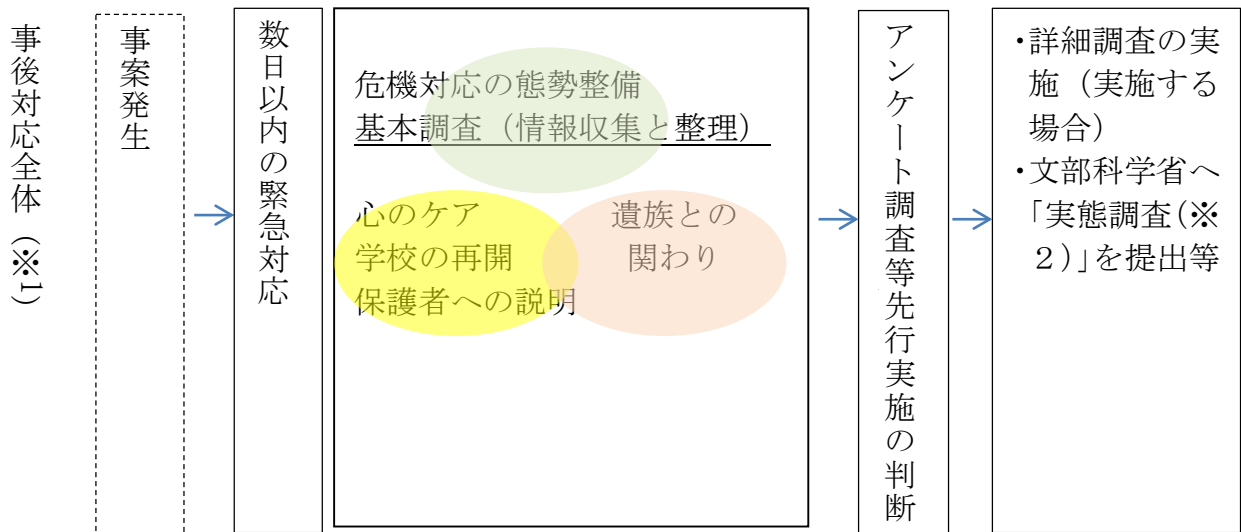 事後対応全体（※1）
事案発生
数日以内の緊急対応
危機対応の態勢整備
基本調査（情報収集と整理）
心のケア
学校の再開
保護者への説明
遺族との
関わり
アンケート調査等先行実施の判断
・詳細調査の実
施（実施する
場合）
・文部科学省へ
「実態調査(※
２)」を提出等